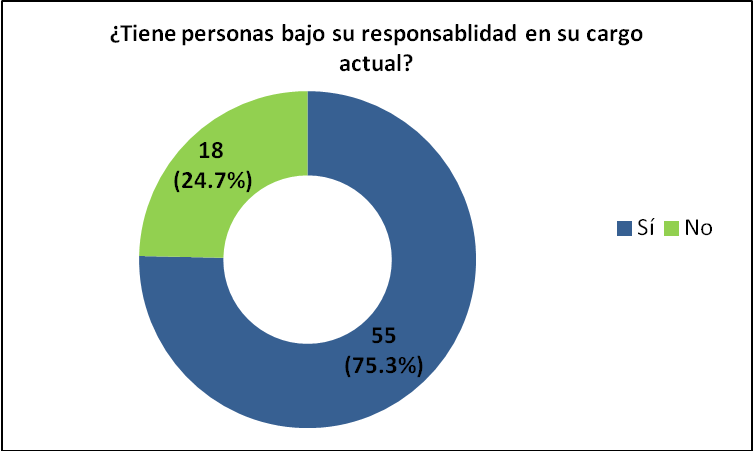 ¿Tiene personas bajo su responsablidad en su cargo
actual?
18
(24.7%)
Sí No
55
(75.3%)